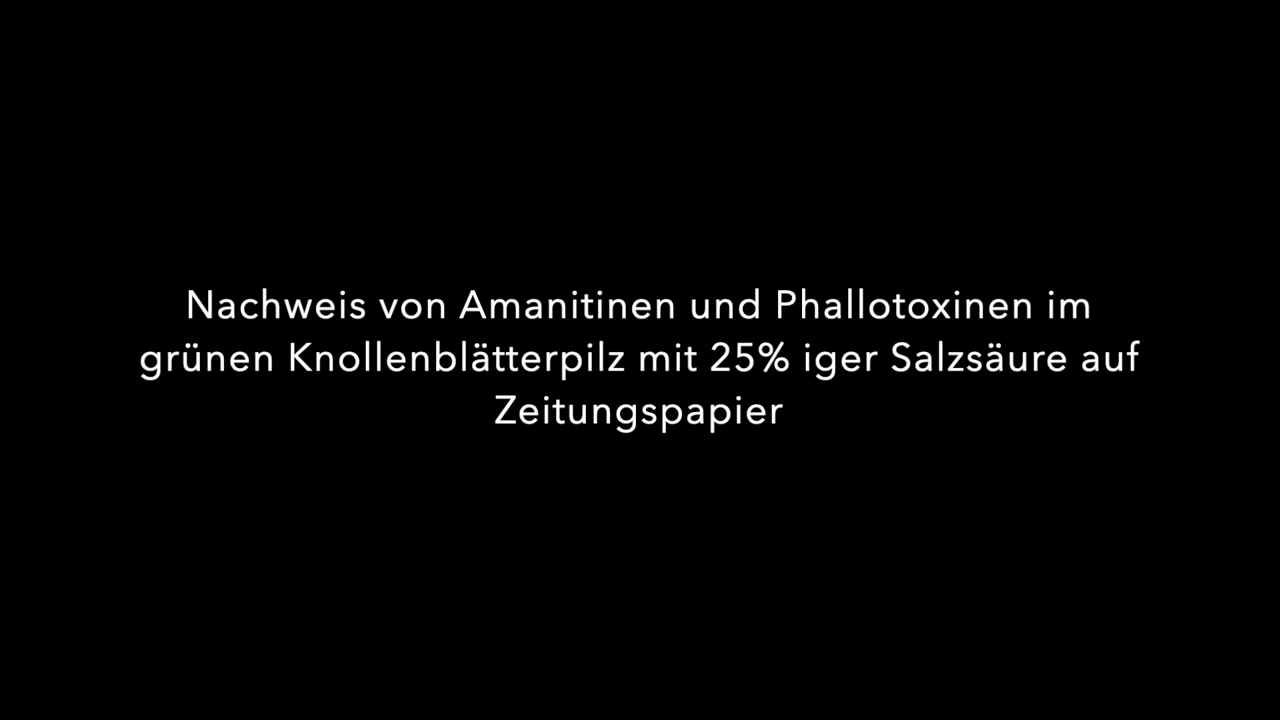 Nachweis von Amanitinen und Phallotoxinen im
grünen Knollenblätterpilz mit 25% iger Salzsäure auf
Zeitungspapier